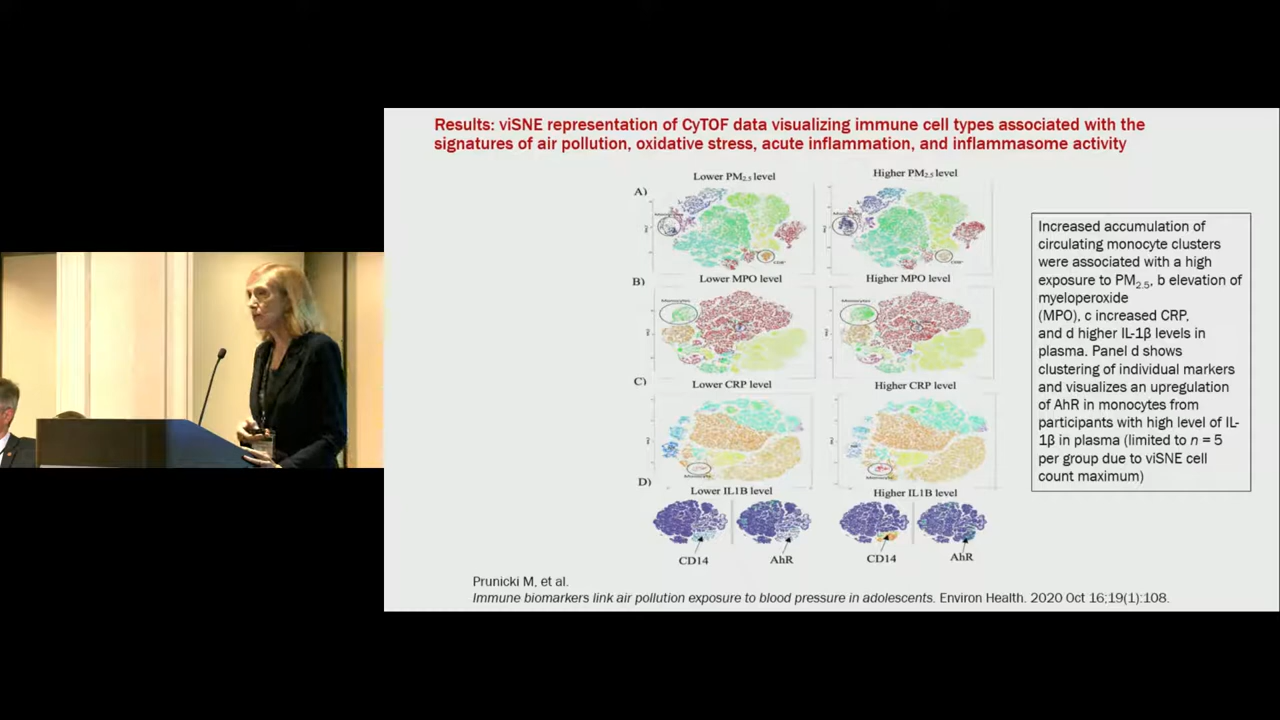 Results: viSNE representation of CyTOF data visualizing immune cell types associated with the
signatures of air pollution, oxidative stress, acute inflammation, and inflammasome activity
Lower PM2.5 level
Higher PM2.5 level
A)
Lower MPO level
Higher MPO level
B)
Monocytes
Monocytes
C)
Lower CRP level
Higher CRP level
D)
Lower IL1B level
Higher IL1B level
CD14
AhR
CD14
AhR
Increased accumulation of
circulating monocyte clusters
were associated with a high
exposure to PM2.5, b elevation of
myeloperoxide
(MPO), c increased CRP,
and d higher IL-1β levels in
plasma. Panel d shows
clustering of individual markers
and visualizes an upregulation
of AhR in monocytes from
participants with high level of IL-
1β in plasma (limited to n = 5
per group due to viSNE cell
count maximum)
Prunicki M, et al.
Immune biomarkers link air pollution exposure to blood pressure in adolescents. Environ Health. 2020 Oct 16;19(1):108.